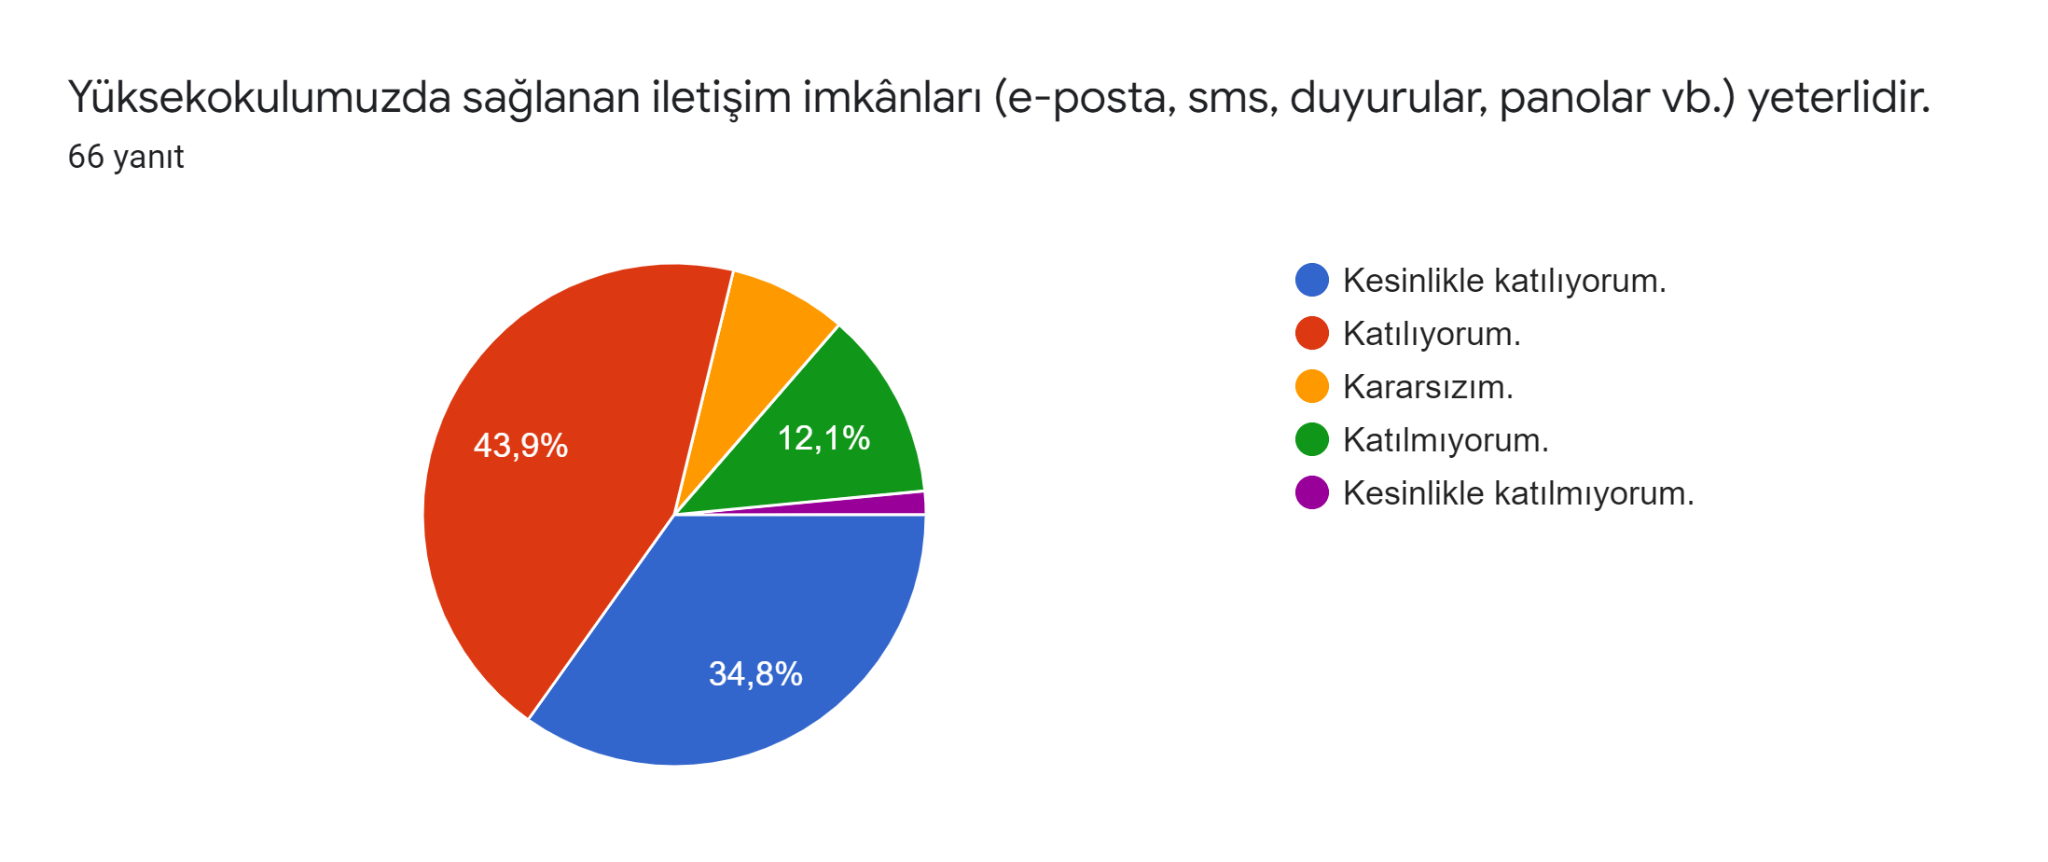 Yüksekokulumuzda sağlanan iletişim imkânları (e-posta, sms, duyurular, panolar vb.) yeterlidir.
66 yanıt
Kesinlikle katılıyorum.
Katılıyorum.
Kararsızım.
Katılmıyorum.
Kesinlikle katılmıyorum.
43,9%
12,1%
34,8%